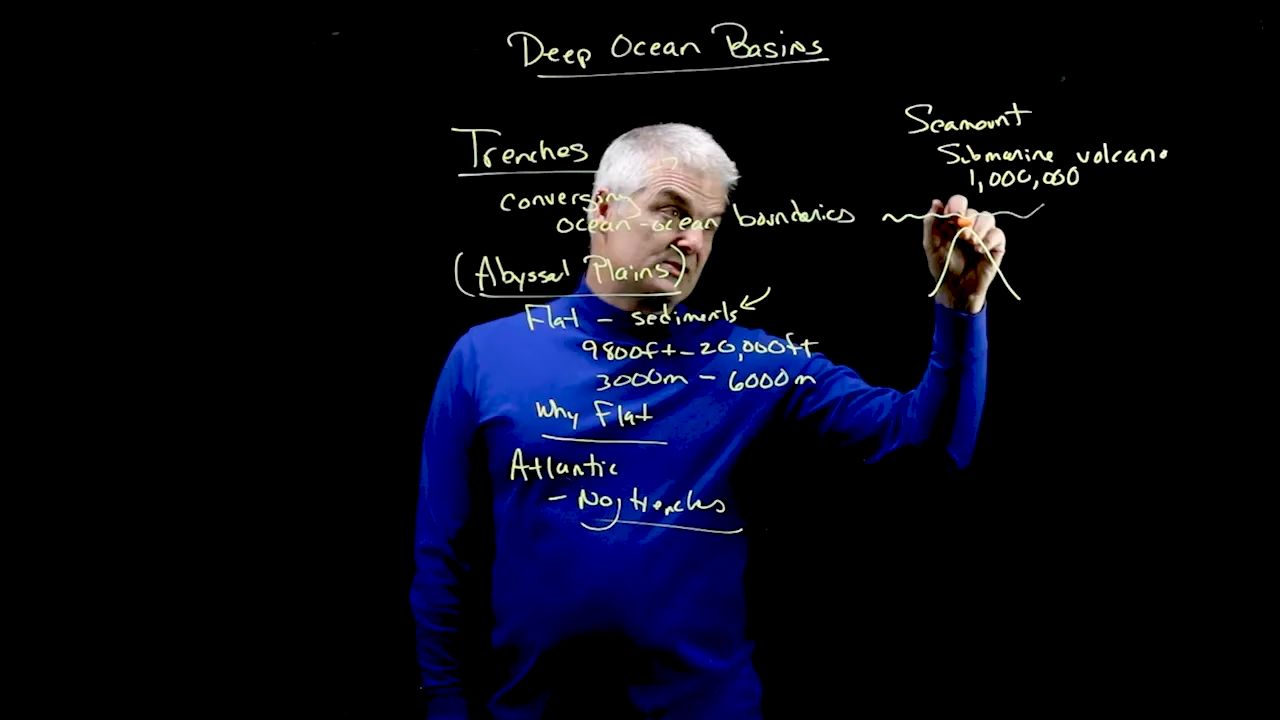 Deep Ocean Basins
Trenches
converging
ocean-ocean boundaries
(Abyssal Plains)
Flat - sediments
9800ft - 20,000ft
3000m - 6000m
Why Flat
Atlantic
- No trenches
Seamount
Submarine volcano
1,000,000